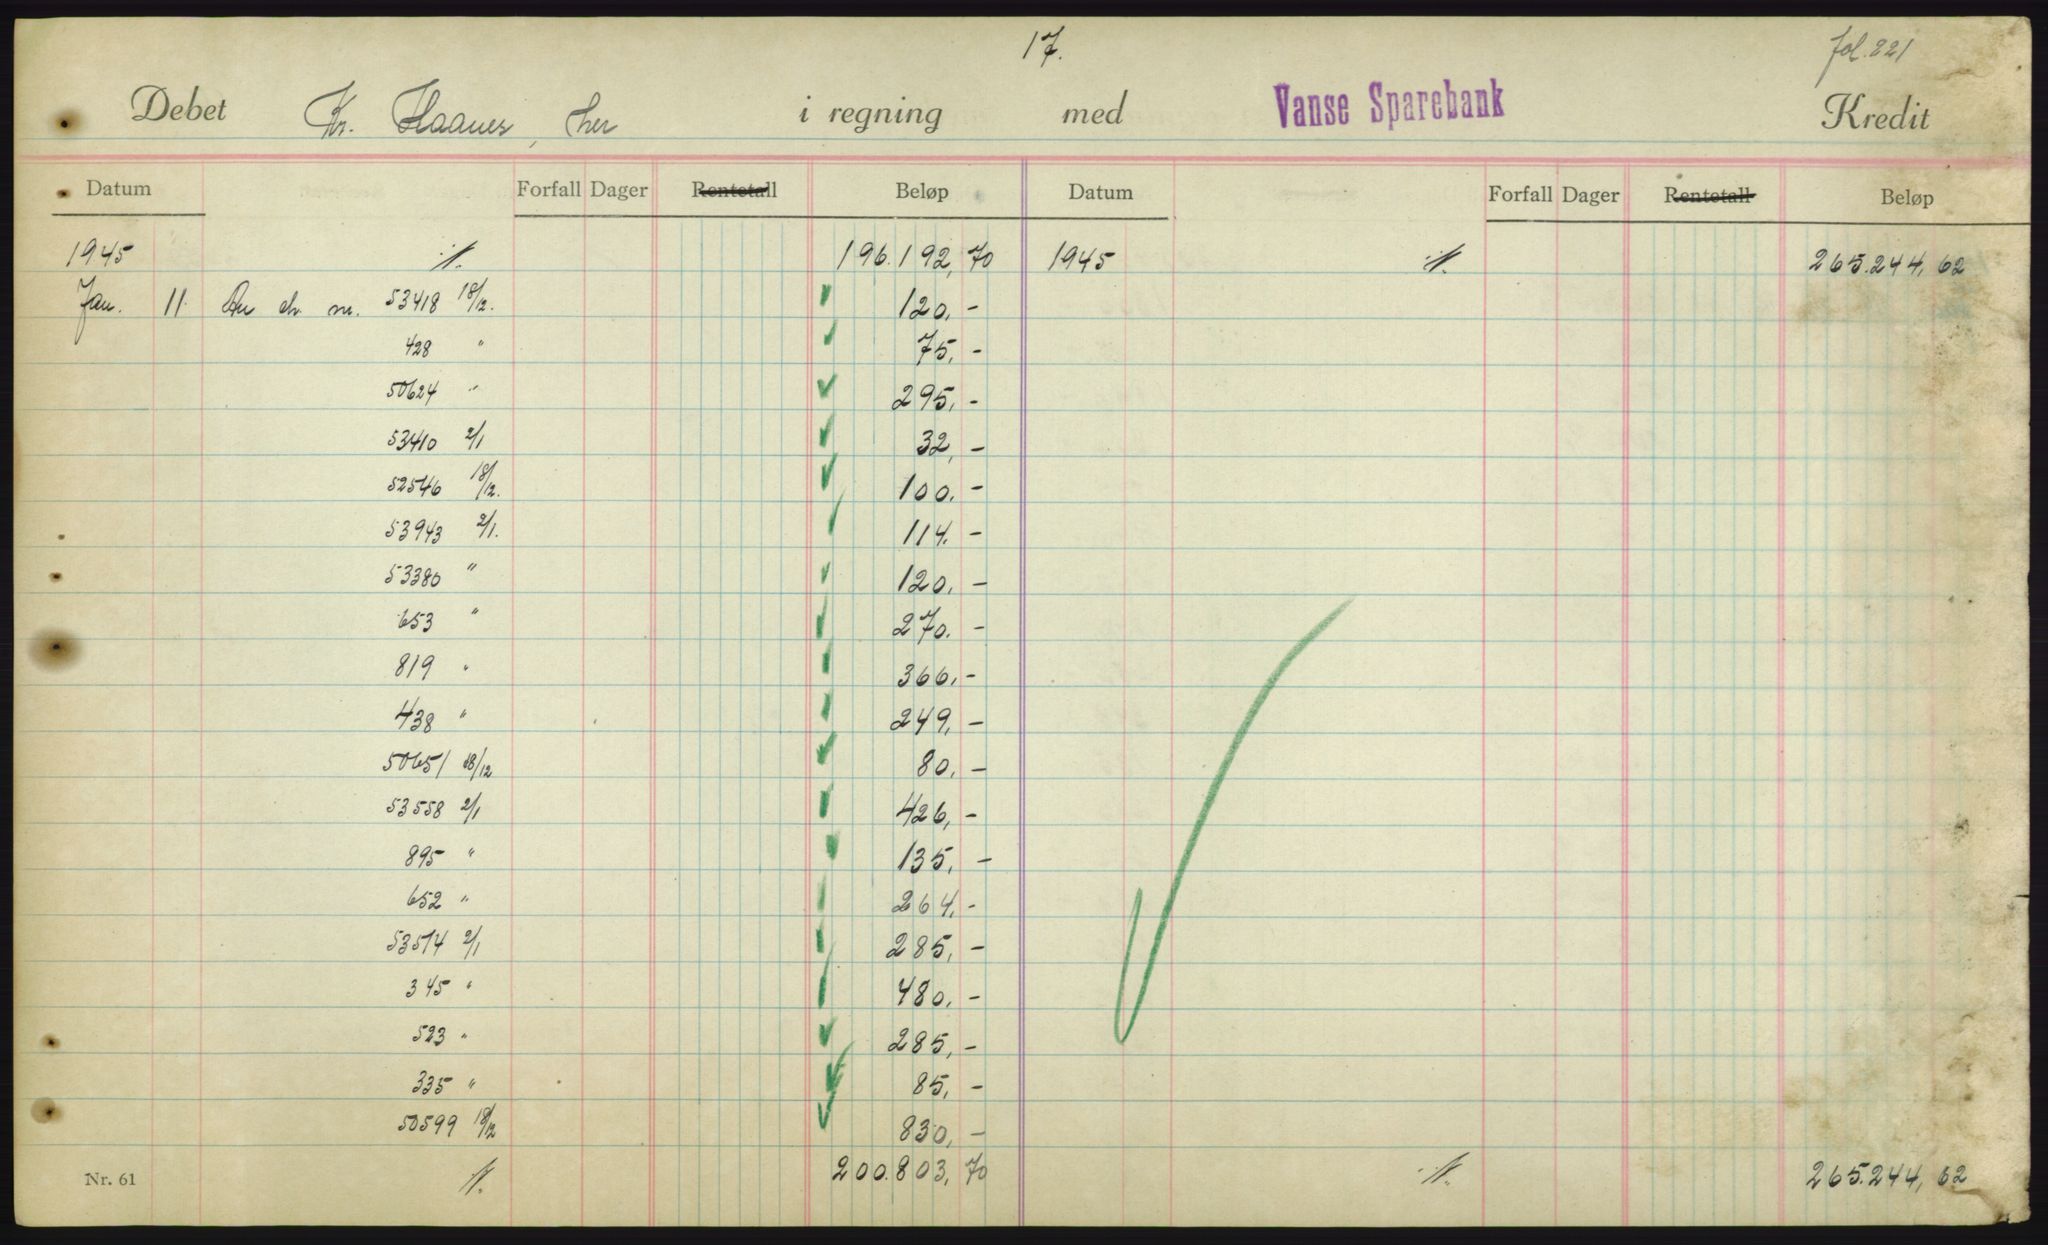 17.
fol. 221
Debet Kr. Haanes, her i regning med Vanse Sparebank Kredit
Datum Forfall Dager Rentetall Beløp Datum Forfall Dager Rentetall Beløp
1945 ·/· 196.192,70 1945 ·/· 265.244,62
Jan. 11. An ch. nr. 53418 18/12. 120,-
428 " 75,-
50624 " 295,-
53410 2/1 32,-
52546 18/12. 100.-
53943 2/1. 114.-
53380 " 120,-
653 " 270.-
819 " 366,-
438 " 249,-
50651 18/12 80,-
53558 2/1 426,-
895 " 135,-
652 " 264,-
53574 2/1 285,-
345 " 480,-
523 " 285,-
335 " 85,-
50599 18/12 830,-
Nr. 61 ·/· 200.803,70 ·/· 265.244,62